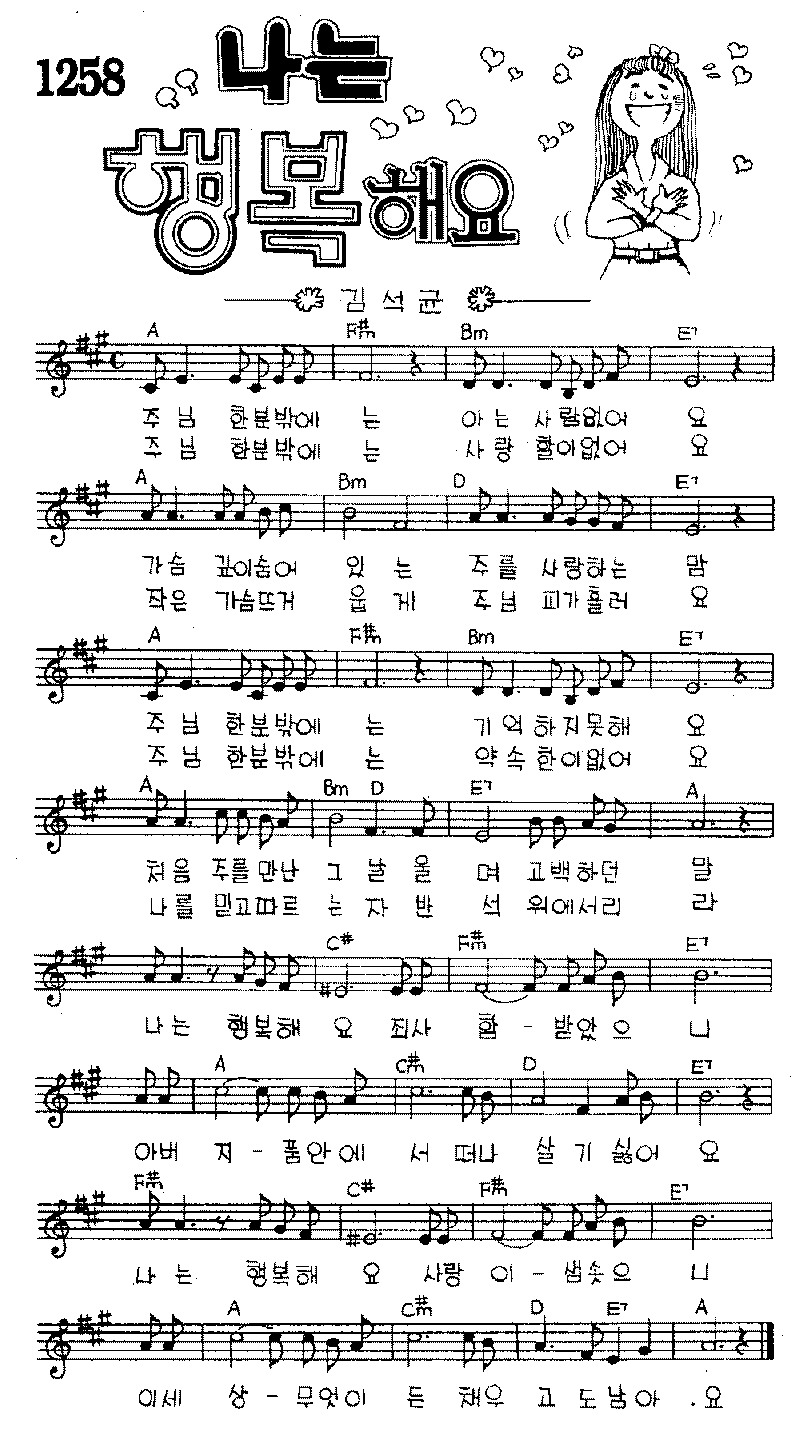 1258
나는
행복해요
김석균
A F#m Bm E7
주 님 한분밖에 는 아 는 사람없어 요
주 님 한분밖에 는 사 랑 할이없어 요
A Bm D E7
가슴 깊이숨어 있 는 주를 사랑하는 맘
작은 가슴뜨거 웁 게 주님 피가흘러 요
A F#m Bm E7
주 님 한분밖에 는 기 억 하지못해 요
주 님 한분밖에 는 약 속 한이없어 요
A Bm D E7 A
처음 주를만난 그 날 울 며 고백하던 말
나를 믿고따르 는 자 반 석 위에서리 라
C# F#m E7
나는 행복해 요 죄사 함 - 받았으 니
A C#m D E7
아버 지 - 품안에 서 떠나 살 기 싫어 요
F#m C# F#m E7
나 는 행복해 요 사랑 이 - 샘솟으 니
A C#m D E7 A
이세 상 - 무엇이 든 채우 고 도남아 . 요